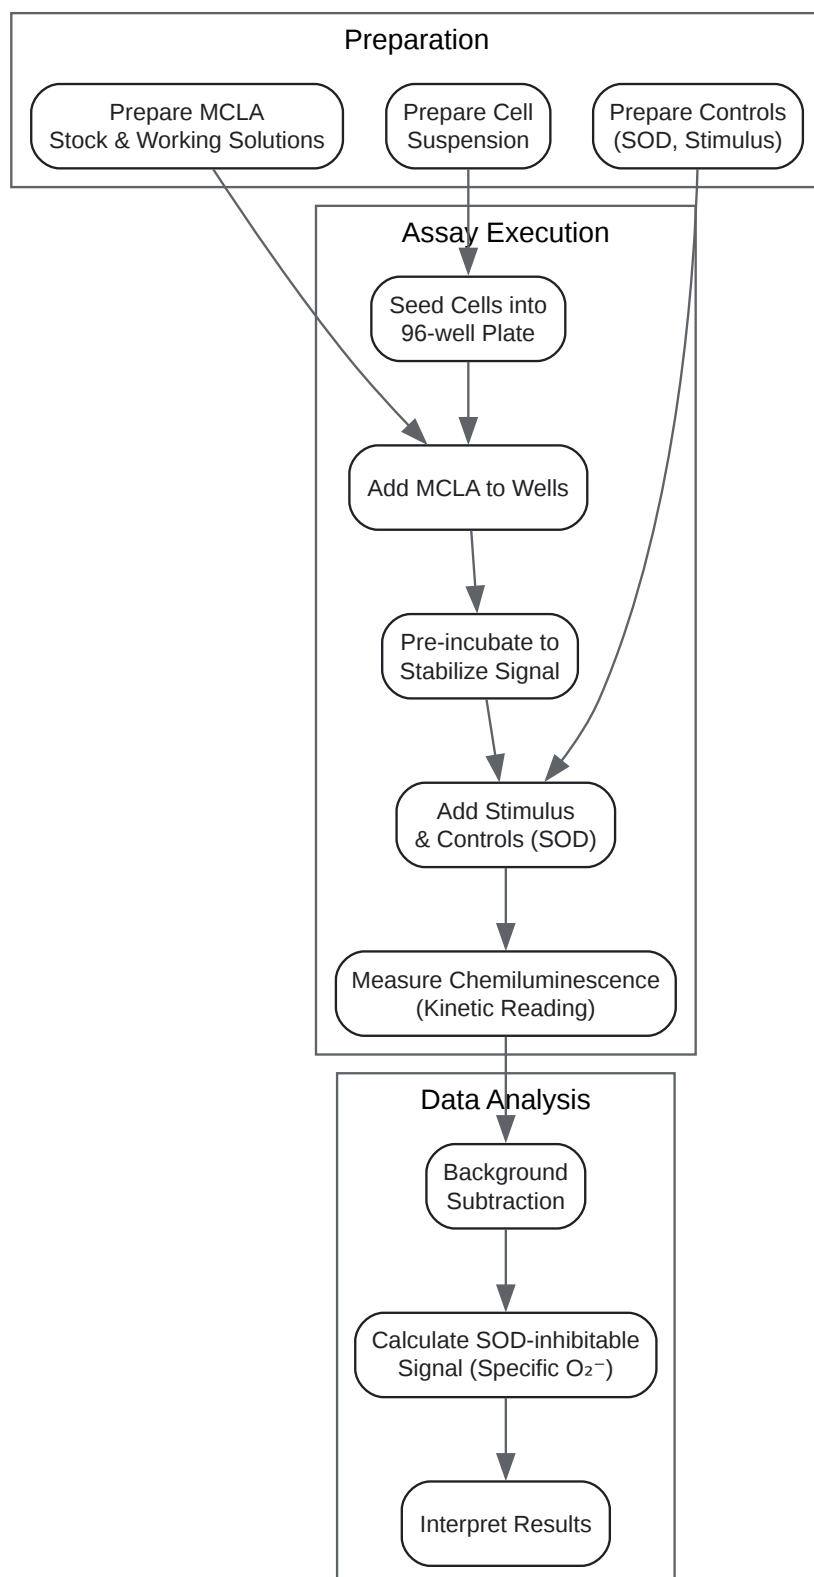 Preparation
Prepare MCLA
Stock & Working Solutions
Prepare Cell
Suspension
Prepare Controls
(SOD, Stimulus)
Assay Execution
Seed Cells into
96-well Plate
Add MCLA to Wells
Pre-incubate to
Stabilize Signal
Add Stimulus
& Controls (SOD)
Measure Chemiluminescence
(Kinetic Reading)
Data Analysis
Background
Subtraction
Calculate SOD-inhibitable
Signal (Specific O₂⁻)
Interpret Results